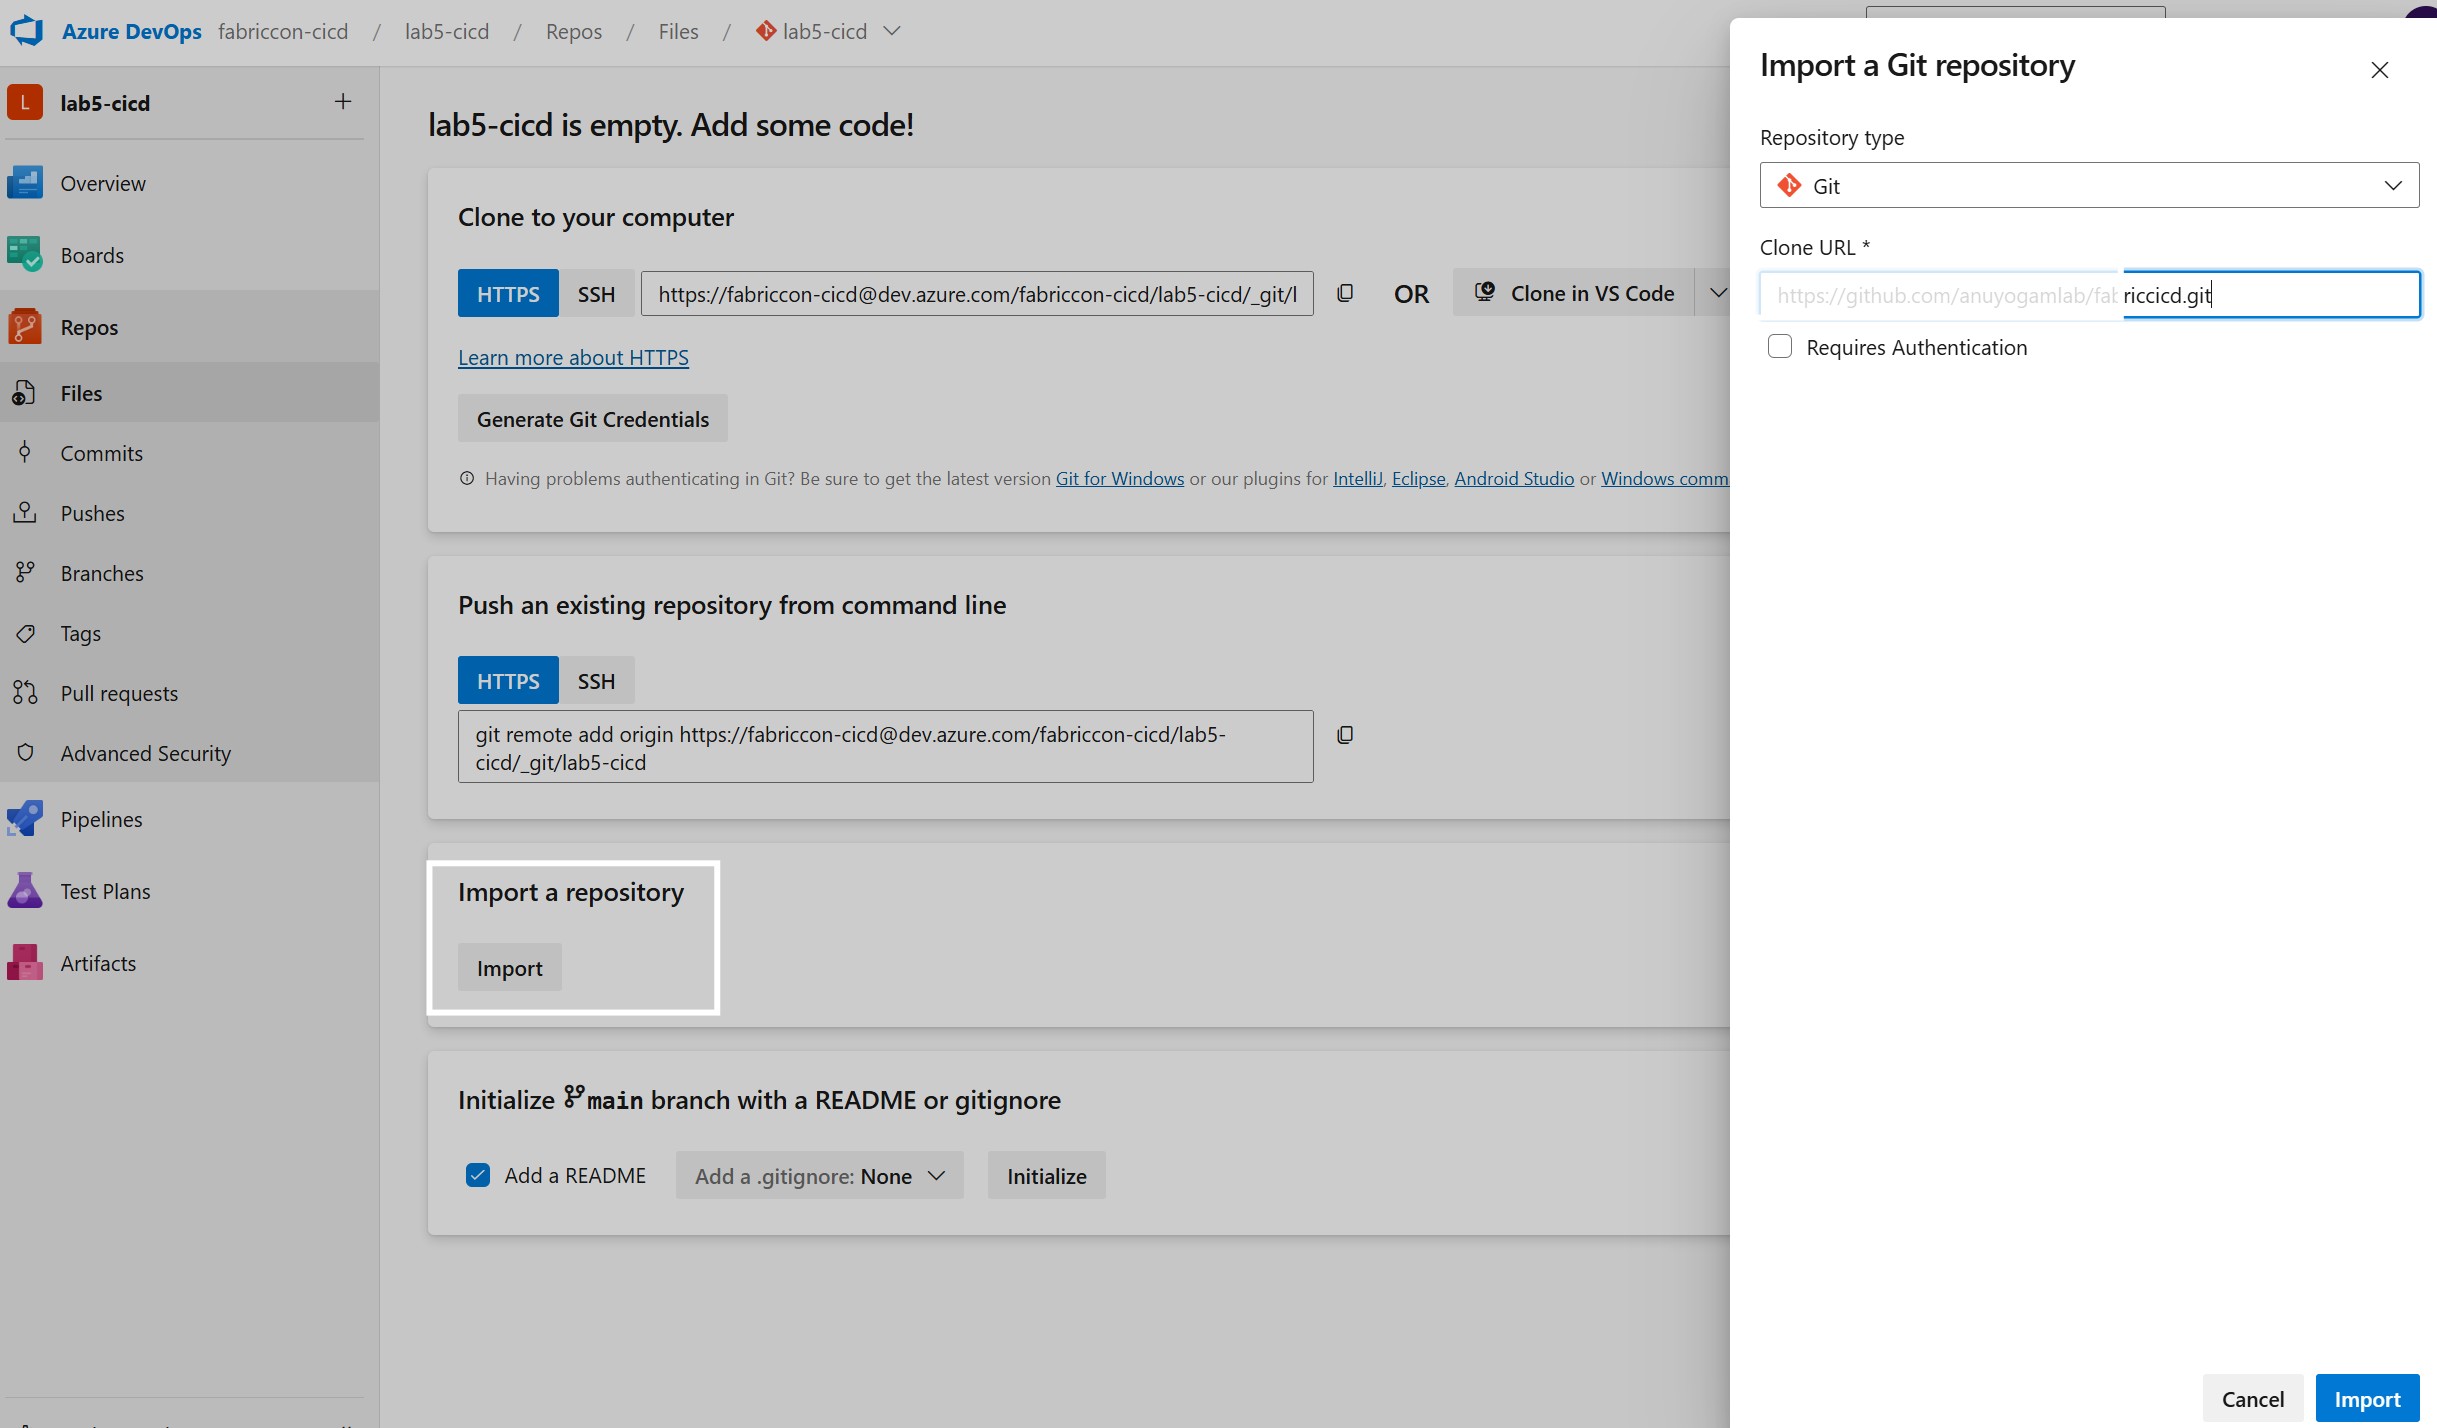 Azure DevOps fabriccon-cicd / lab5-cicd / Repos / Files / lab5-cicd
L lab5-cicd
Overview
Boards
Repos
Files
Commits
Pushes
Branches
Tags
Pull requests
Advanced Security
Pipelines
Test Plans
Artifacts
lab5-cicd is empty. Add some code!
Clone to your computer
HTTPS SSH https://fabriccon-cicd@dev.azure.com/fabriccon-cicd/lab5-cicd/_git/l OR Clone in VS Code
Learn more about HTTPS
Generate Git Credentials
Having problems authenticating in Git? Be sure to get the latest version Git for Windows or our plugins for IntelliJ, Eclipse, Android Studio or Windows comm
Push an existing repository from command line
HTTPS SSH
git remote add origin https://fabriccon-cicd@dev.azure.com/fabriccon-cicd/lab5-
cicd/_git/lab5-cicd
Import a repository
Import
Initialize main branch with a README or gitignore
Add a README Add a .gitignore: None Initialize
Import a Git repository
Repository type
Git
Clone URL *
https://github.com/anuyogamlab/fabriccicd.git
Requires Authentication
Cancel Import